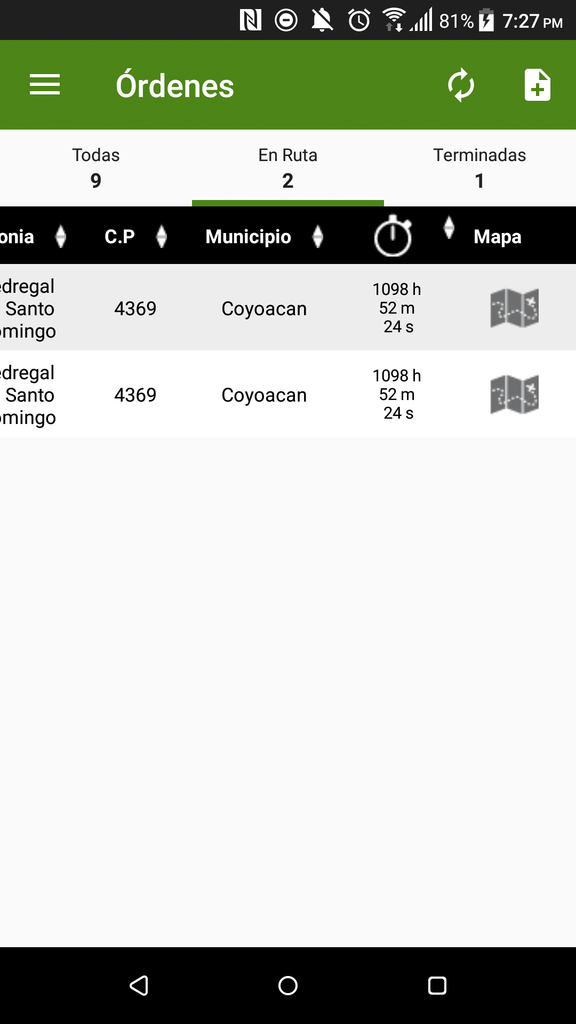 81% 7:27 PM
Órdenes
Todas En Ruta Terminadas
9 2 1
onia C.P Municipio Mapa
edregal
Santo
omingo
4369 Coyoacan
1098 h
52 m
24 s
edregal
Santo
omingo
4369 Coyoacan
1098 h
52 m
24 s